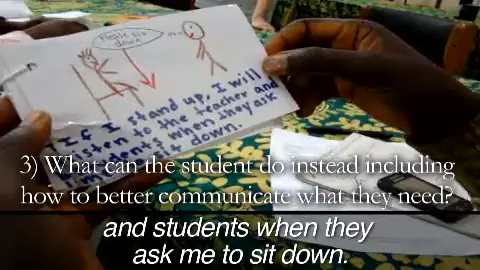 Please sit
down
If I stand up, I will
listen to the teacher and
students when they ask
sit down.
3) What can the student do instead including
how to better communicate what they need?
and students when they
ask me to sit down.